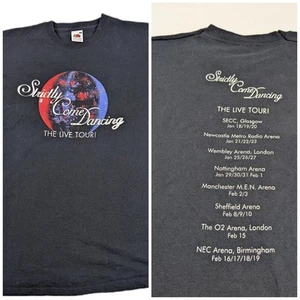 Strictly
Come
Dancing
THE LIVE TOUR!
Strictly
Come Dancing
THE LIVE TOUR!
SECC, Glasgow
Jan 18/19/20
Newcastle Metro Radio Arena
Jan 21/22/23
Wembley Arena, London
Jan 25/26/27
Nottingham Arena
Jan 29/30/31 Feb 1
Manchester M.E.N. Arena
Feb 2/3
Sheffield Arena
Feb 8/9/10
The O2 Arena, London
Feb 15
NEC Arena, Birmingham
Feb 16/17/18/19